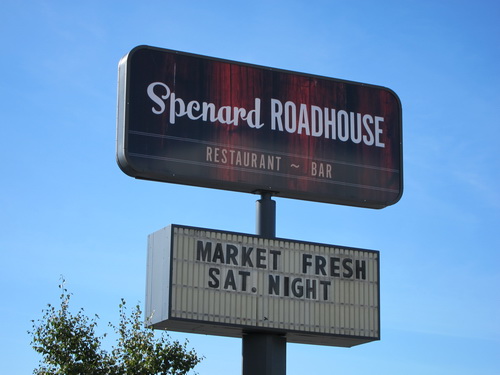 Spenard ROADHOUSE
RESTAURANT ~ BAR
MARKET FRESH
SAT. NIGHT